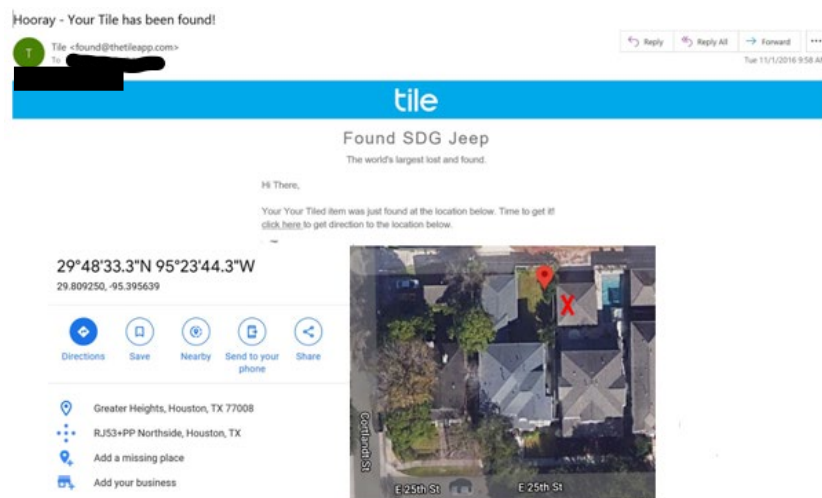 Hooray - Your Tile has been found!
T
Tile <found@thetileapp.com>
To
Reply
Reply All
Forward
Tue 11/1/2016 9:58 AM
tile
Found SDG Jeep
The world's largest lost and found.
Hi There,
Your Your Tiled item was just found at the location below. Time to get it!
click here to get direction to the location below.
29°48'33.3"N 95°23'44.3"W
29.809250, -95.395639
Directions
Save
Nearby
Send to your
phone
Share
Greater Heights, Houston, TX 77008
RJ53+PP Northside, Houston, TX
Add a missing place
Add your business
X
Cortlandt St
E 25th St
E 25th St